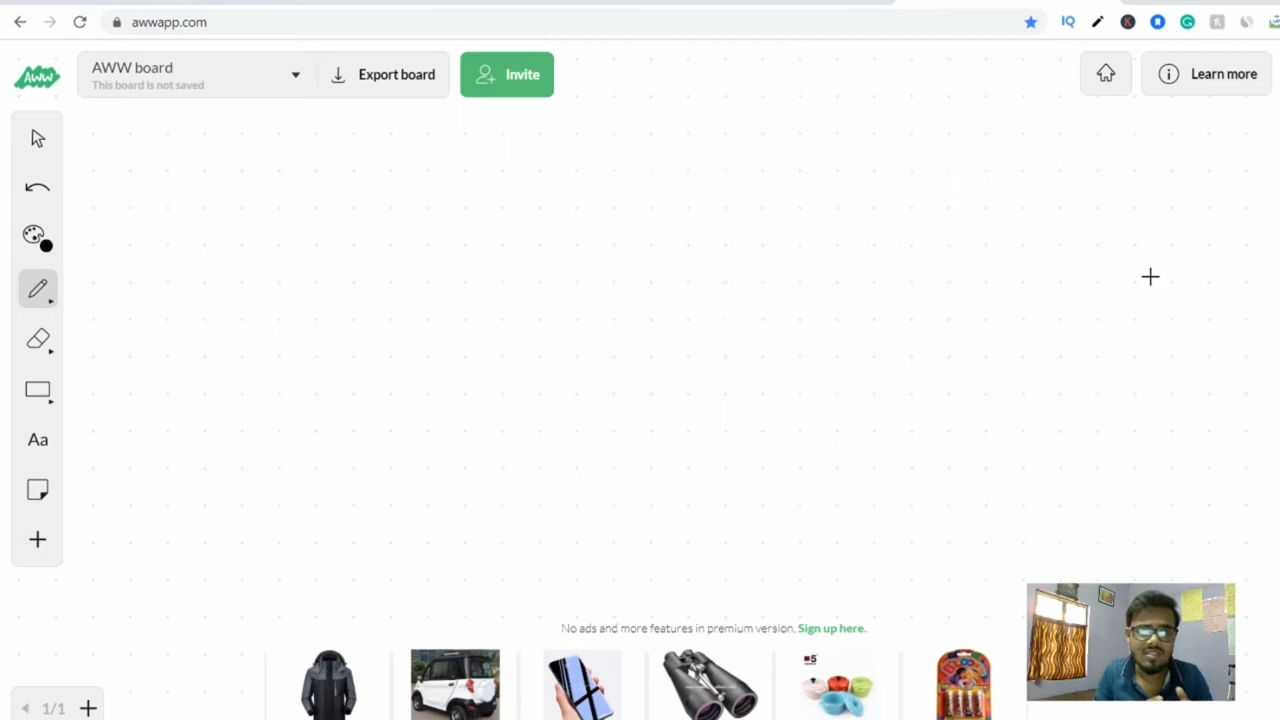 awwapp.com
IQ
AWW
AWW board
This board is not saved
Export board
Invite
Learn more
Aa
No ads and more features in premium version. Sign up here.
5
1/1